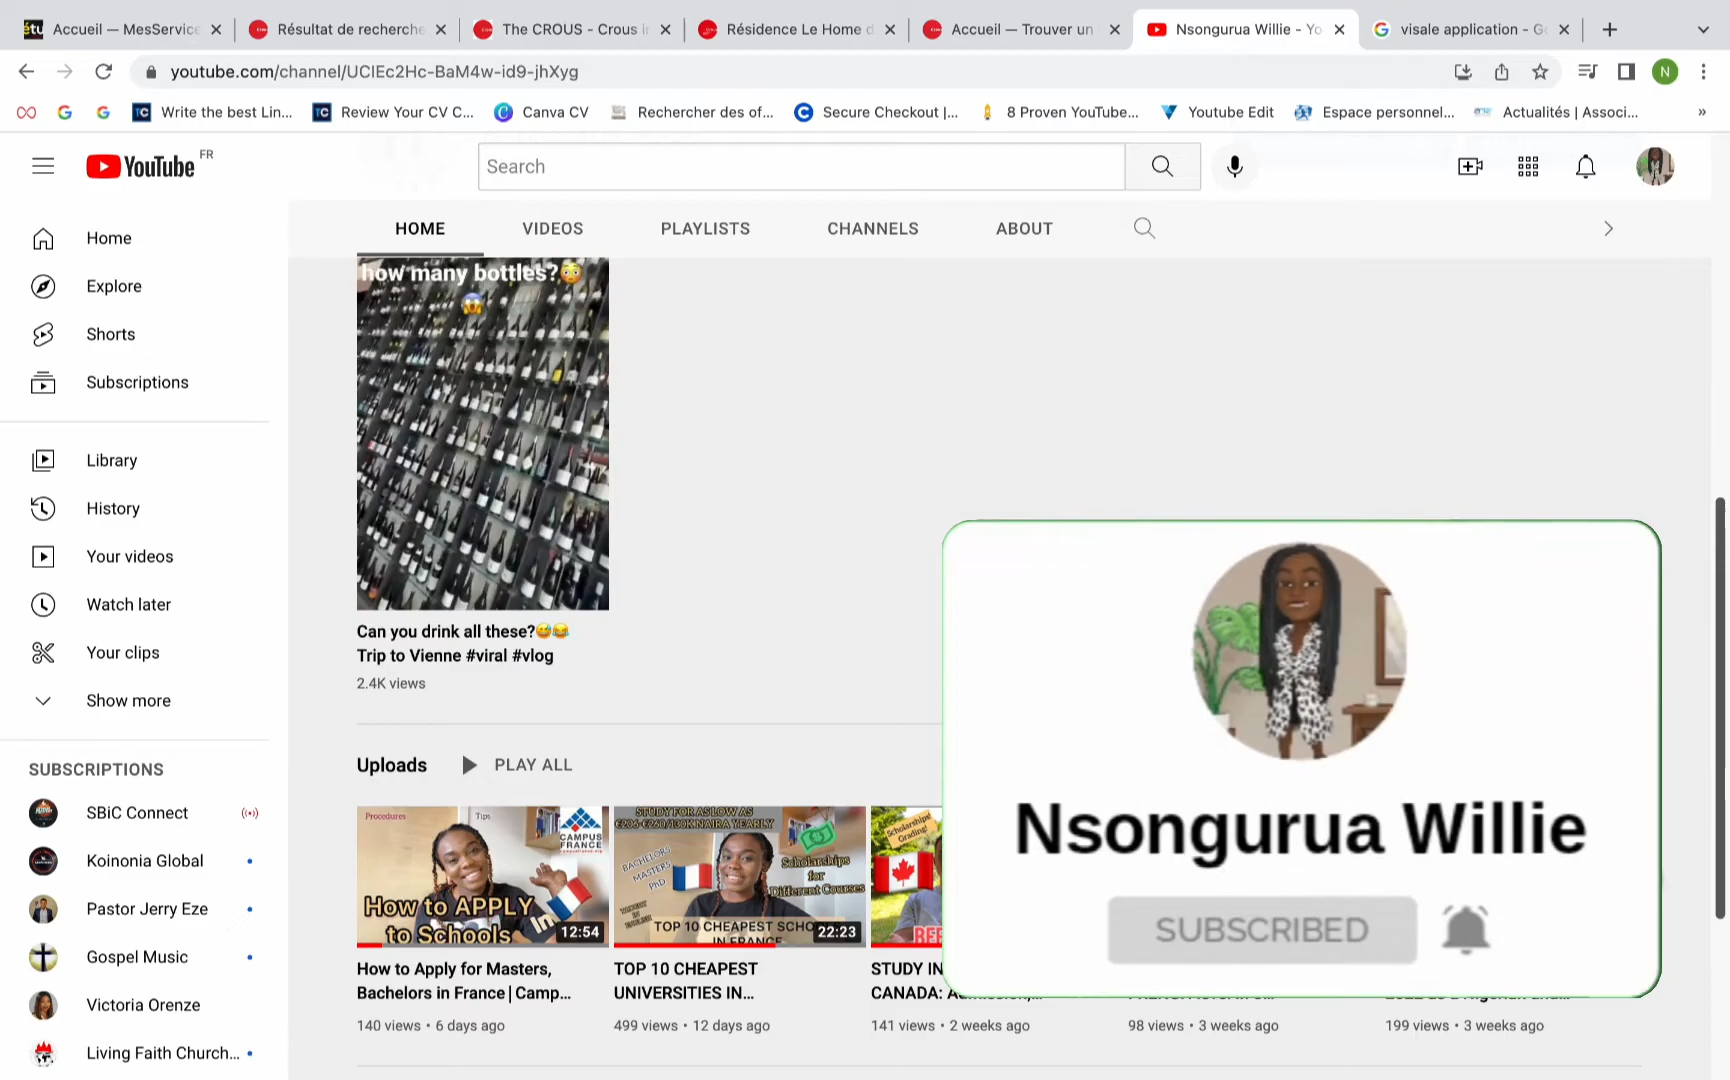 étu Accueil — MesService
Résultat de recherche
The CROUS - Crous i
Résidence Le Home d
Accueil — Trouver un
Nsongurua Willie - Yo
visale application - G
youtube.com/channel/UCIEc2Hc-BaM4w-id9-jhXyg
N
TC Write the best Lin...
TC Review Your CV C...
Canva CV
Rechercher des of...
Secure Checkout |...
8 Proven YouTube...
Youtube Edit
Espace personnel...
Actualités | Associ...
»
YouTube FR
Search
HOME
VIDEOS
PLAYLISTS
CHANNELS
ABOUT
Home
Explore
Shorts
Subscriptions
Library
History
Your videos
Watch later
Your clips
Show more
SUBSCRIPTIONS
SBiC Connect
Koinonia Global
Pastor Jerry Eze
Gospel Music
Victoria Orenze
Living Faith Church...
how many bottles?😳
😱
Can you drink all these?😅😂
Trip to Vienne #viral #vlog
2.4K views
Uploads
PLAY ALL
Procedures
Tips
CAMPUS
FRANCE
How to APPLY
to Schools
in
12:54
How to Apply for Masters,
Bachelors in France | Camp...
140 views • 6 days ago
STUDY FOR AS LOW AS
€206-€260/130K NAIRA YEARLY
BACHELORS
MASTERS
PhD
Scholarships
for
Different Courses
TAUGHT IN
TOP 10 CHEAPEST SCHO
IN FRANCE
22:23
TOP 10 CHEAPEST
UNIVERSITIES IN...
499 views • 12 days ago
Scholarships
Grading!
STUDY IN
CANADA:
141 views • 2 weeks ago
98 views • 3 weeks ago
199 views • 3 weeks ago
Nsongurua Willie
SUBSCRIBED